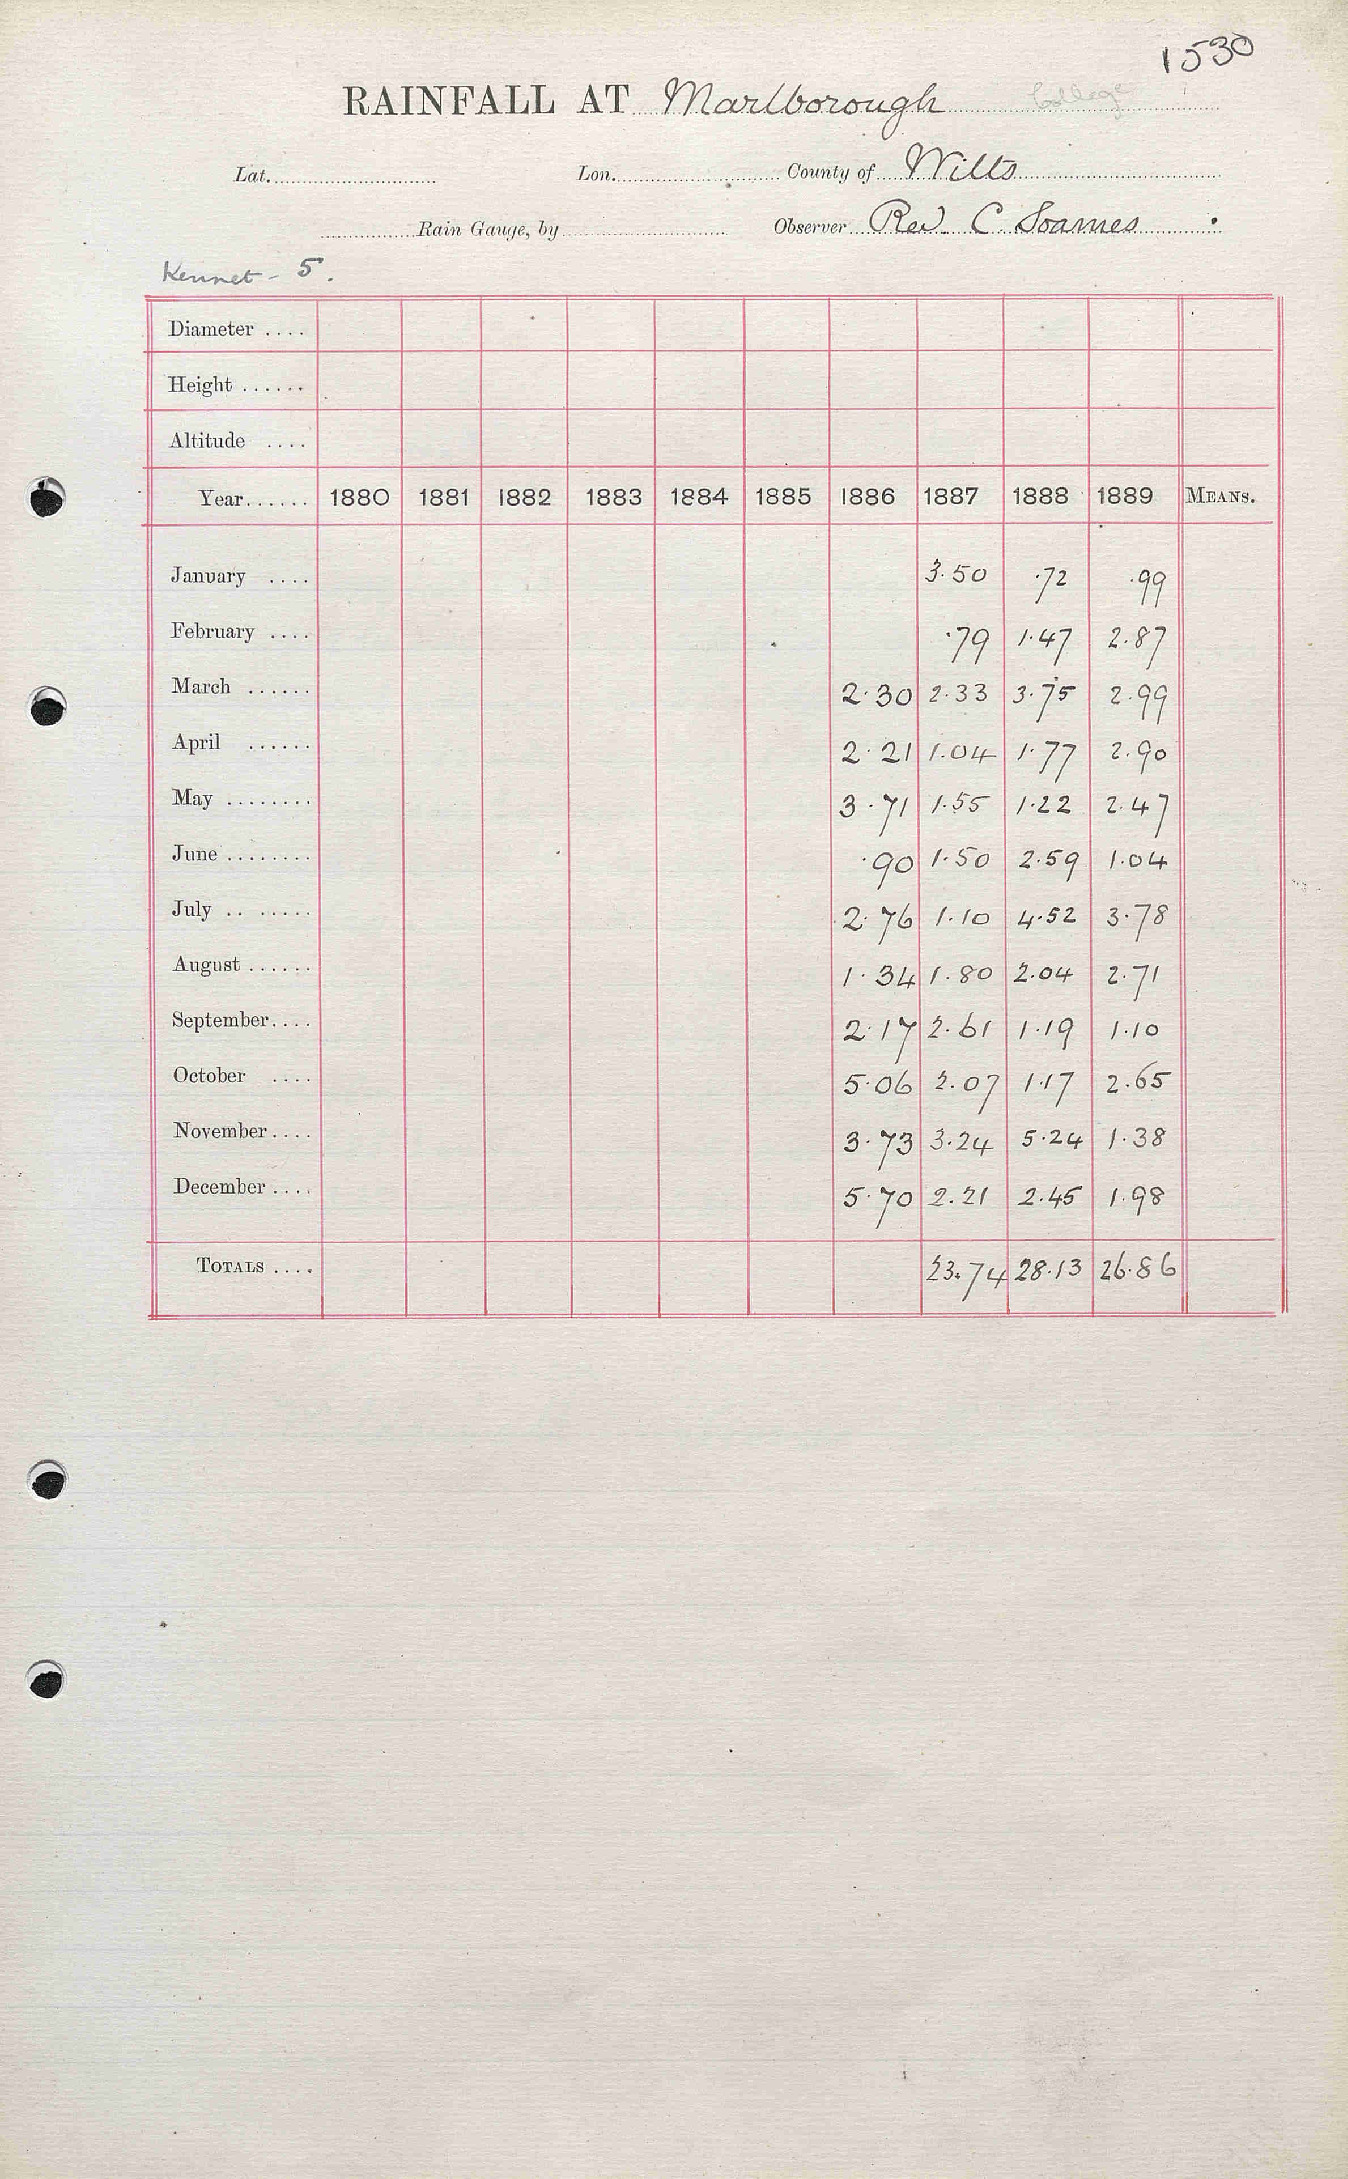 1530
RAINFALL AT Marlborough College
Lat. Lon. County of Wilts
Rain Gauge, by Observer Rev. C Soames
Kennet - 5.
Diameter ....
Height ......
Altitude ....
Year...... 1880 1881 1882 1883 1884 1885 1886 1887 1888 1889 MEANS.
January .... 3.50 .72 .99
February .... .79 1.47 2.87
March ...... 2.30 2.33 3.75 2.99
April ...... 2.21 1.04 1.77 2.90
May ........ 3.71 1.55 1.22 2.47
June ........ .90 1.50 2.59 1.04
July .. ..... 2.76 1.10 4.52 3.78
August ...... 1.34 1.80 2.04 2.71
September.... 2.17 2.61 1.19 1.10
October .... 5.06 2.07 1.17 2.65
November.... 3.73 3.24 5.24 1.38
December.... 5.70 2.21 2.45 1.98
TOTALS .... 23.74 28.13 26.86